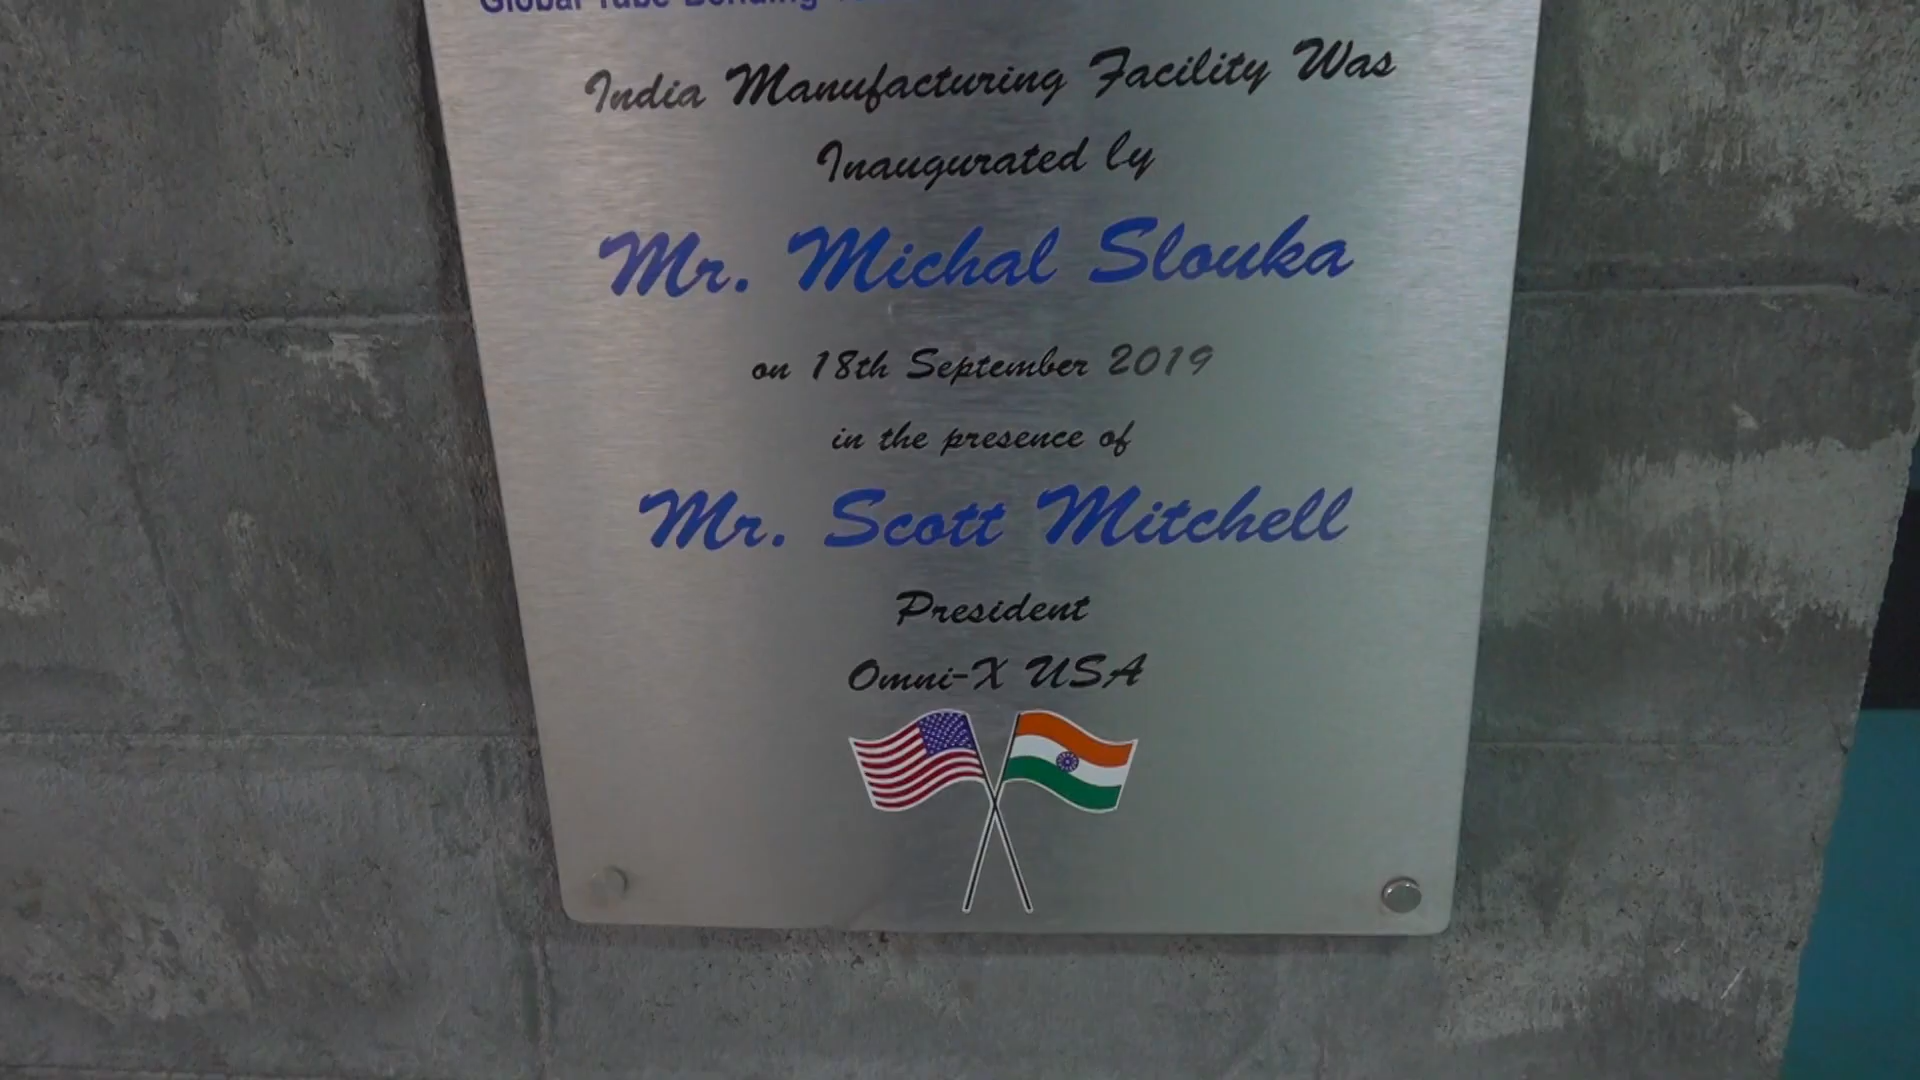 Global Tube Bending
India Manufacturing Facility Was
Inaugurated by
Mr. Michal Slouka
on 18th September 2019
in the presence of
Mr. Scott Mitchell
President
Omni-X USA